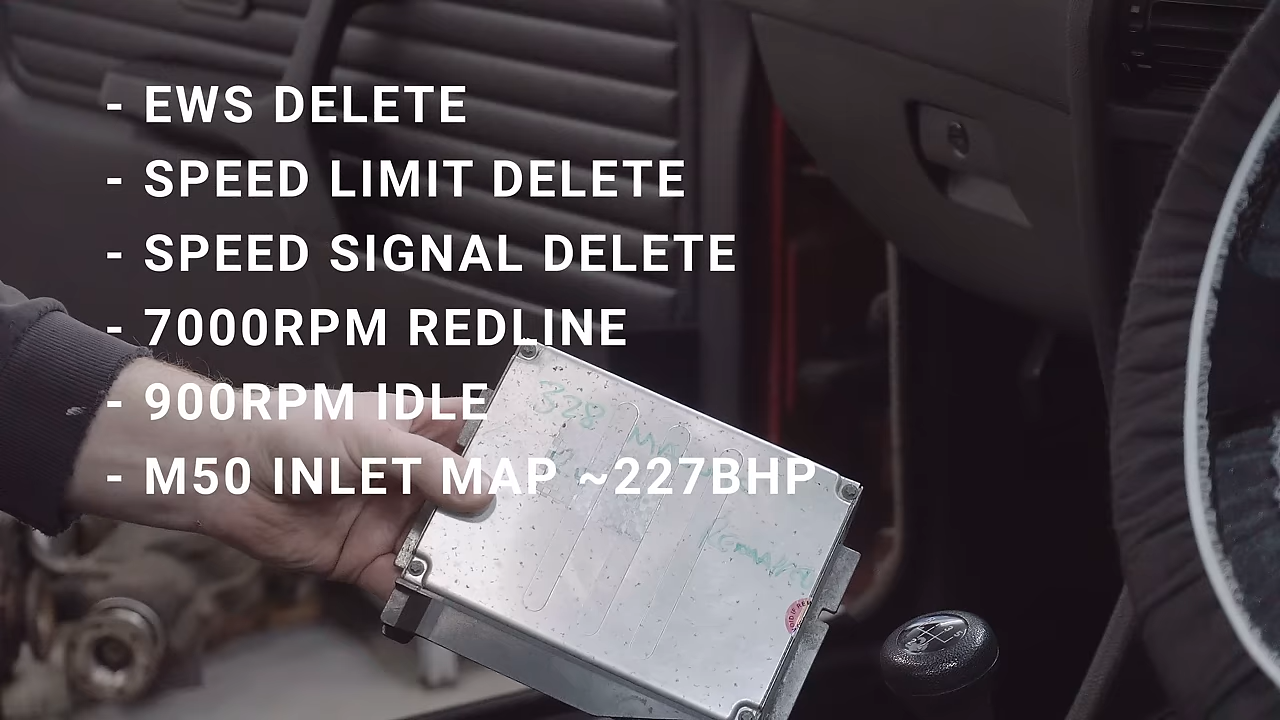 - EWS DELETE
- SPEED LIMIT DELETE
- SPEED SIGNAL DELETE
- 7000RPM REDLINE
- 900RPM IDLE
- M50 INLET MAP ~227BHP
328